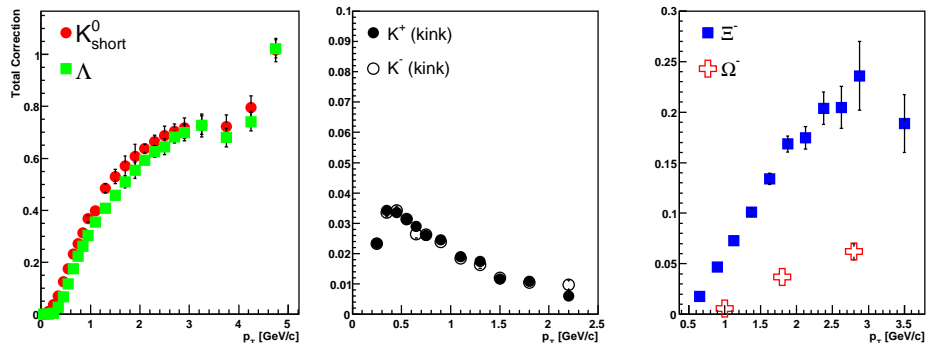 Total Correction
1
0.8
0.6
0.4
0.2
0
K⁰short
Λ
0 1 2 3 4 5
pT [GeV/c]
0.1
0.09
0.08
0.07
0.06
0.05
0.04
0.03
0.02
0.01
0
K⁺ (kink)
K⁻ (kink)
0 0.5 1 1.5 2 2.5
pT [GeV/c]
0.3
0.25
0.2
0.15
0.1
0.05
0
Ξ⁻
Ω⁻
0.5 1 1.5 2 2.5 3 3.5
pT [GeV/c]